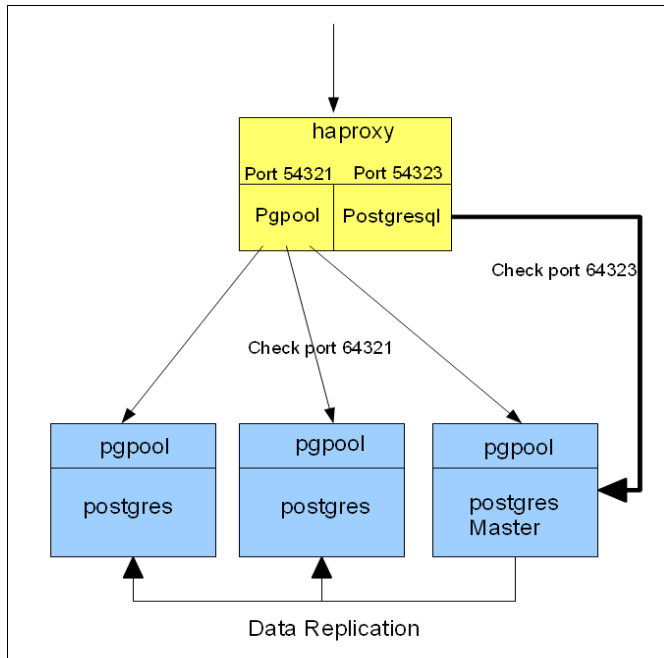 haproxy
Port 54321 Port 54323
Pgpool Postgresql
Check port 64323
Check port 64321
pgpool pgpool pgpool
postgres postgres postgres
Master
Data Replication